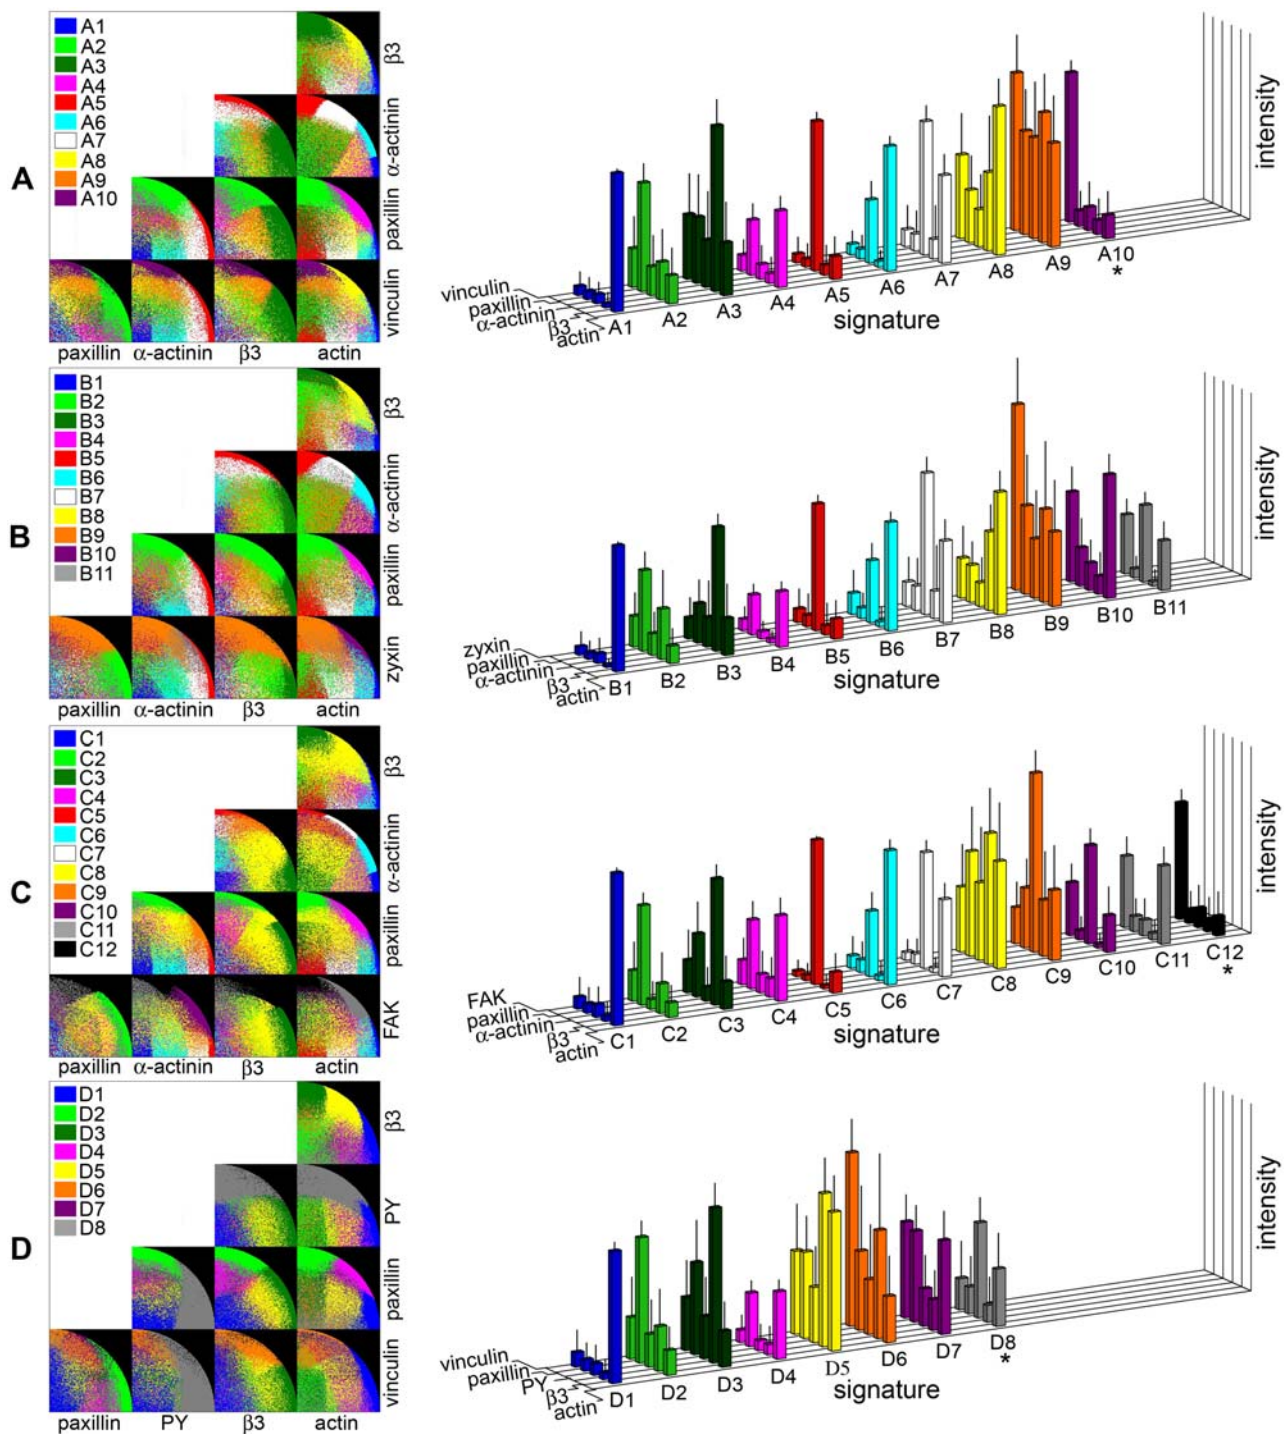 A
A1
A2
A3
A4
A5
A6
A7
A8
A9
A10
β3
α-actinin
paxillin
vinculin
paxillin α-actinin β3 actin
intensity
vinculin
paxillin
α-actinin
β3
actin
A1 A2 A3 A4 A5 A6 A7 A8 A9 A10
*
signature
B
B1
B2
B3
B4
B5
B6
B7
B8
B9
B10
B11
β3
α-actinin
paxillin
zyxin
paxillin α-actinin β3 actin
intensity
zyxin
paxillin
α-actinin
β3
actin
B1 B2 B3 B4 B5 B6 B7 B8 B9 B10 B11
signature
C
C1
C2
C3
C4
C5
C6
C7
C8
C9
C10
C11
C12
β3
α-actinin
paxillin
FAK
paxillin α-actinin β3 actin
intensity
FAK
paxillin
α-actinin
β3
actin
C1 C2 C3 C4 C5 C6 C7 C8 C9 C10 C11 C12
*
signature
D
D1
D2
D3
D4
D5
D6
D7
D8
β3
PY
paxillin
vinculin
paxillin PY β3 actin
intensity
vinculin
paxillin
PY
β3
actin
D1 D2 D3 D4 D5 D6 D7 D8
*
signature